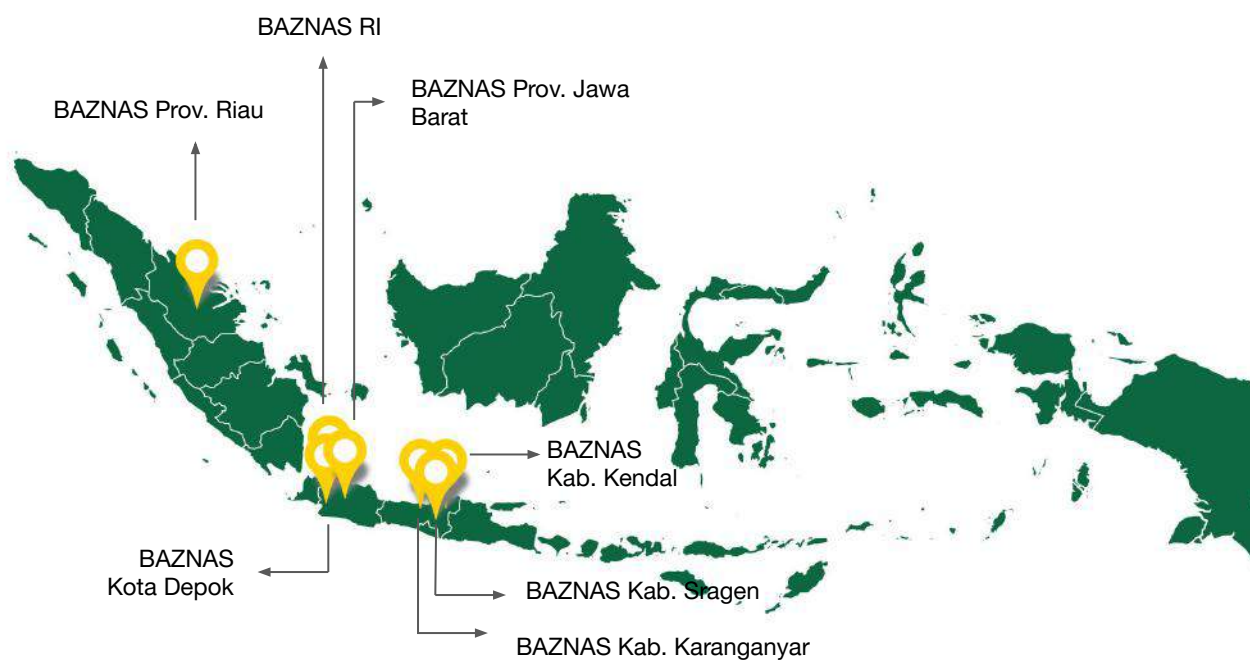 BAZNAS RI
BAZNAS Prov. Jawa
Barat
BAZNAS Prov. Riau
BAZNAS
Kab. Kendal
BAZNAS
Kota Depok
BAZNAS Kab. Sragen
BAZNAS Kab. Karanganyar